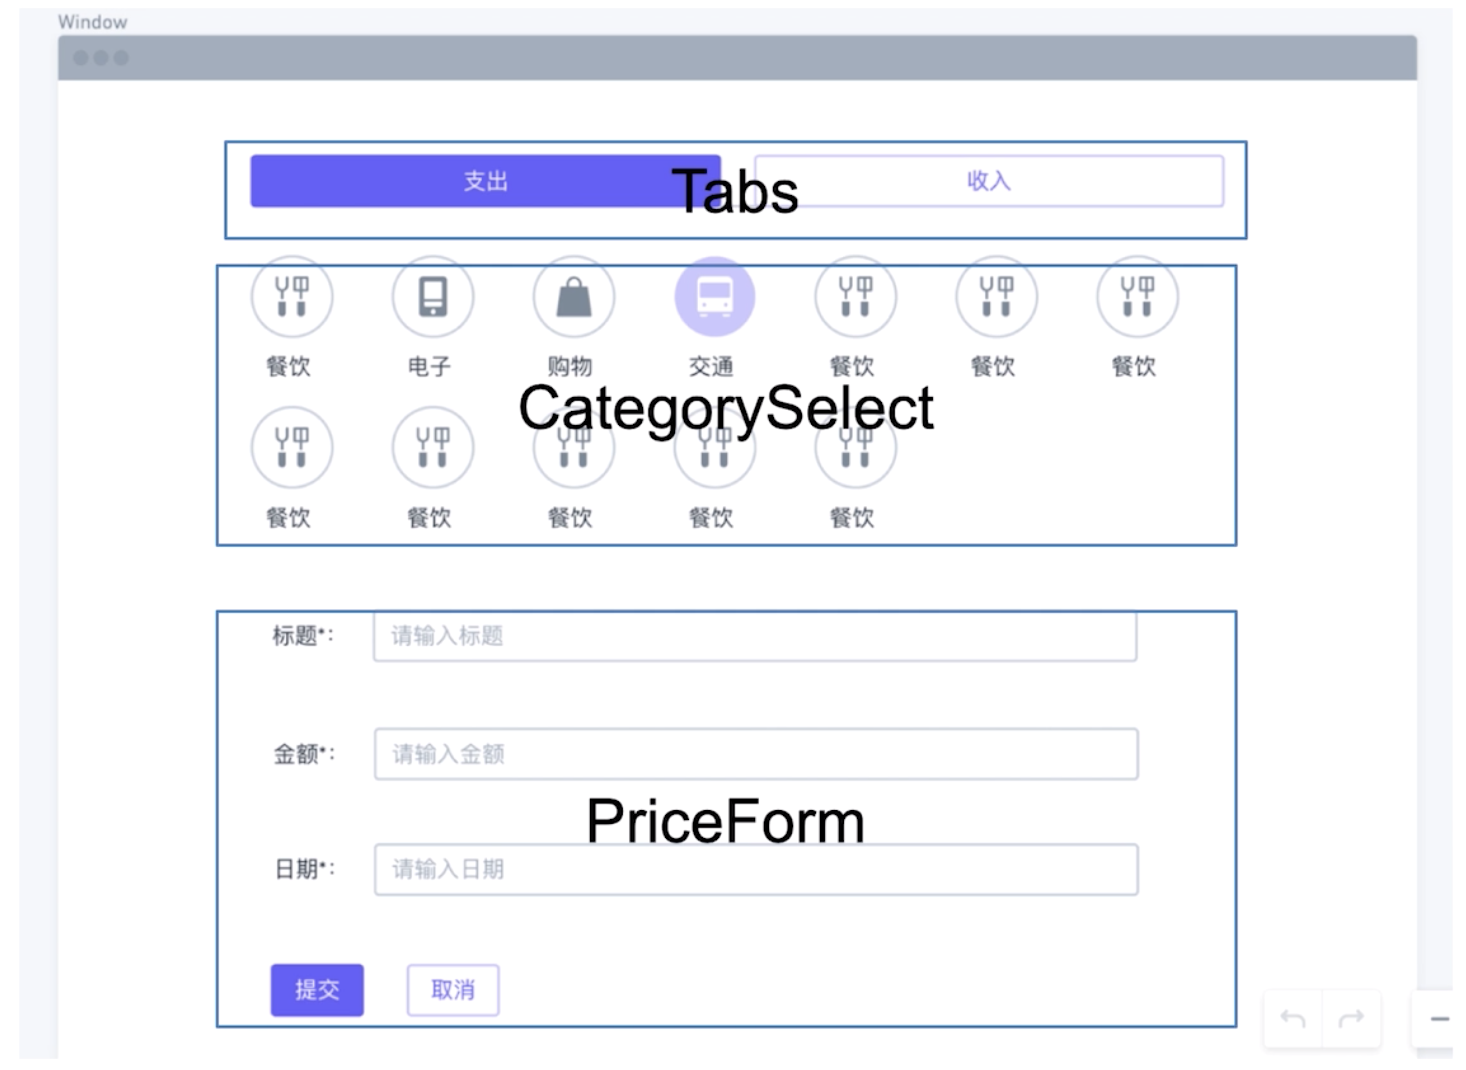 Window
支出
收入
Tabs
餐饮 电子 购物 交通 餐饮 餐饮 餐饮
CategorySelect
餐饮 餐饮 餐饮 餐饮 餐饮
标题*: 请输入标题
金额*: 请输入金额
PriceForm
日期*: 请输入日期
提交 取消